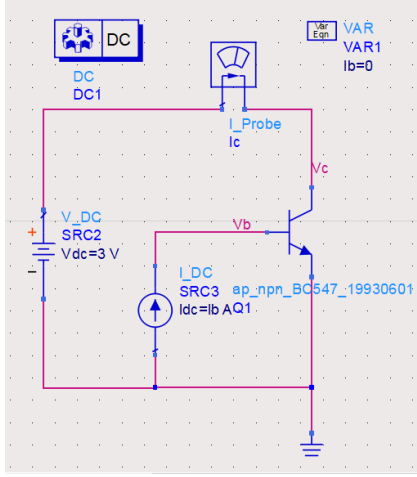 DC
DC
DC1
Var
Eqn
VAR
VAR1
Ib=0
I_Probe
Ic
Vc
+
V_DC
SRC2
Vdc=3 V
-
Vb
I_DC
SRC3
Idc=Ib A
ap_npn_BC547_19930601
Q1